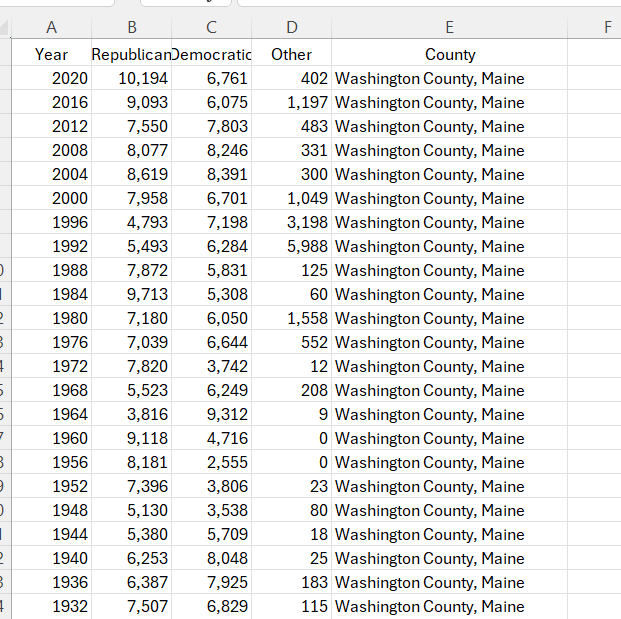 A B C D E F
Year Republican Democratic Other County
2020 10,194 6,761 402 Washington County, Maine
2016 9,093 6,075 1,197 Washington County, Maine
2012 7,550 7,803 483 Washington County, Maine
2008 8,077 8,246 331 Washington County, Maine
2004 8,619 8,391 300 Washington County, Maine
2000 7,958 6,701 1,049 Washington County, Maine
1996 4,793 7,198 3,198 Washington County, Maine
1992 5,493 6,284 5,988 Washington County, Maine
1988 7,872 5,831 125 Washington County, Maine
1984 9,713 5,308 60 Washington County, Maine
1980 7,180 6,050 1,558 Washington County, Maine
1976 7,039 6,644 552 Washington County, Maine
1972 7,820 3,742 12 Washington County, Maine
1968 5,523 6,249 208 Washington County, Maine
1964 3,816 9,312 9 Washington County, Maine
1960 9,118 4,716 0 Washington County, Maine
1956 8,181 2,555 0 Washington County, Maine
1952 7,396 3,806 23 Washington County, Maine
1948 5,130 3,538 80 Washington County, Maine
1944 5,380 5,709 18 Washington County, Maine
1940 6,253 8,048 25 Washington County, Maine
1936 6,387 7,925 183 Washington County, Maine
1932 7,507 6,829 115 Washington County, Maine